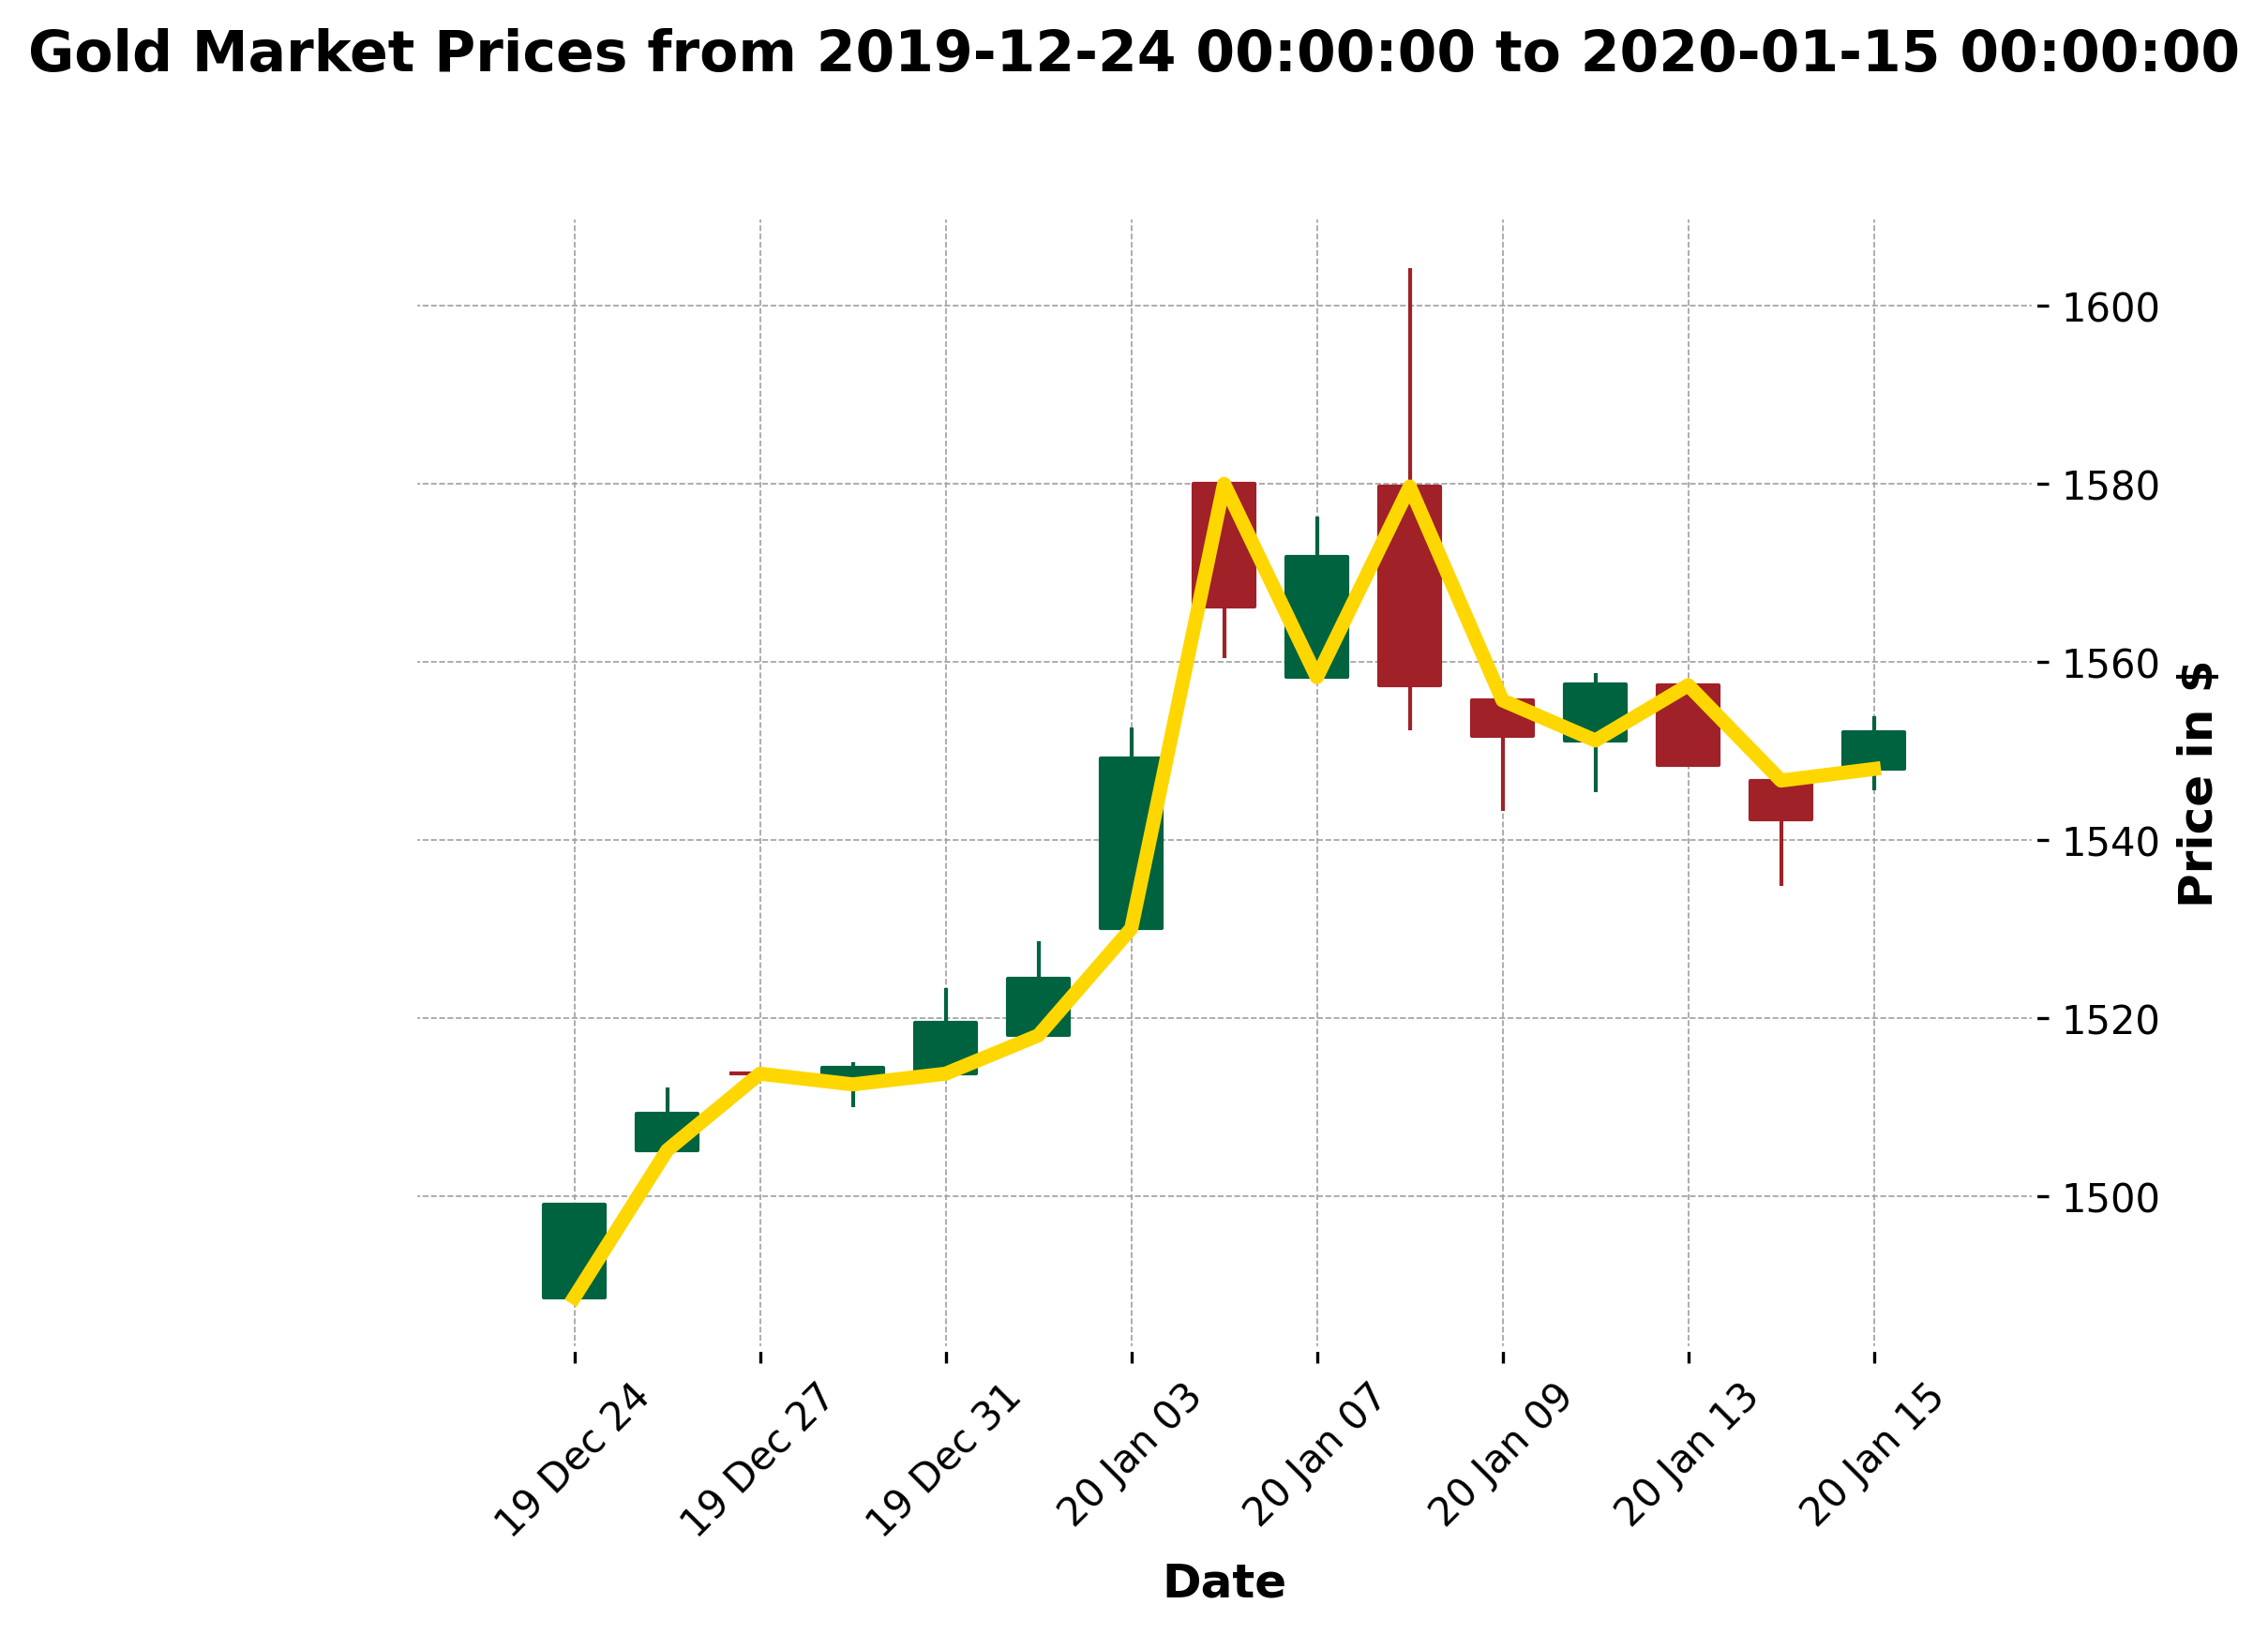 Gold Market Prices from 2019-12-24 00:00:00 to 2020-01-15 00:00:00
1600
1580
1560
1540
1520
1500
Price in $
19 Dec 24
19 Dec 27
19 Dec 31
20 Jan 03
20 Jan 07
20 Jan 09
20 Jan 13
20 Jan 15
Date